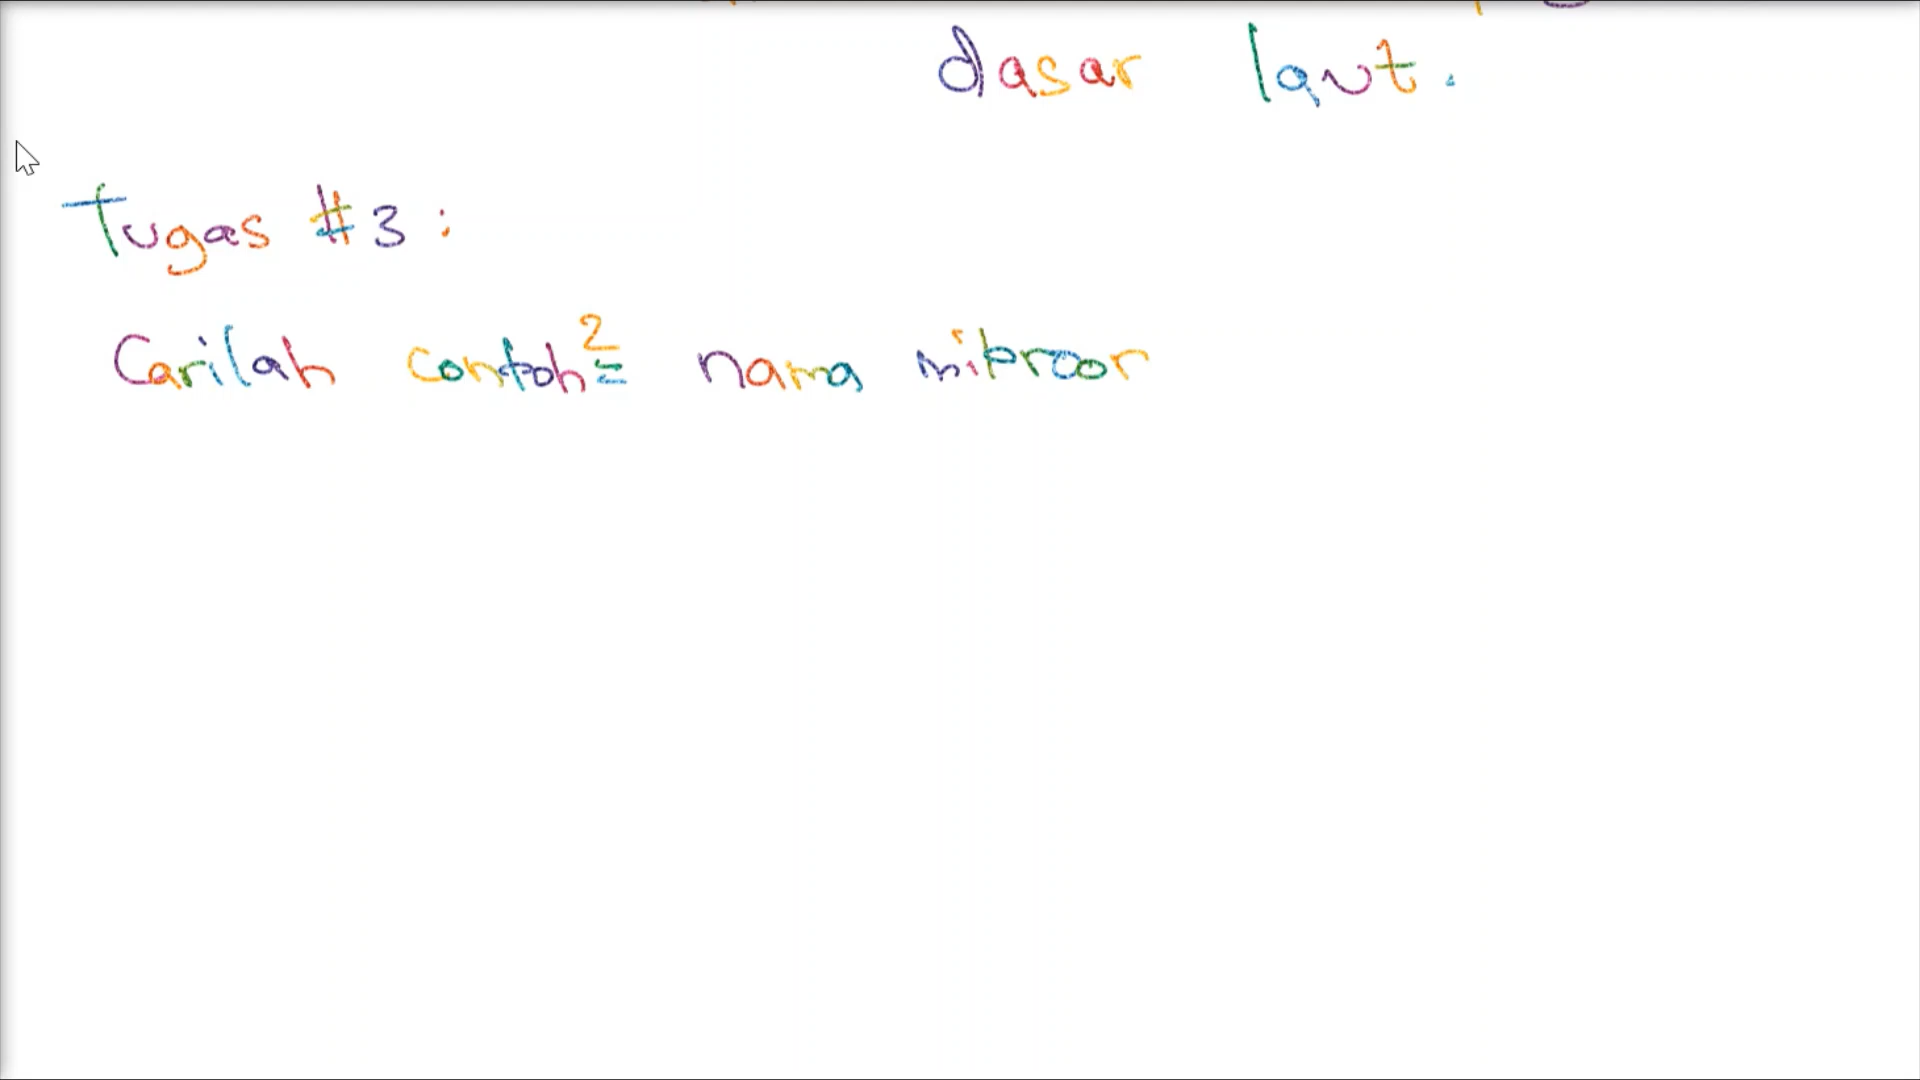 dasar laut.
Tugas #3 :
Carilah contoh² nama mikroor